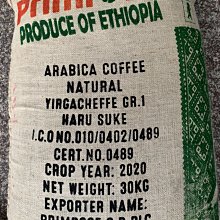 PRODUCE OF ETHIOPIA
ARABICA COFFEE
NATURAL
YIRGACHEFFE GR.1
HARU SUKE
I.C.O NO.010/0402/0489
CERT.NO.0489
CROP YEAR: 2020
NET WEIGHT: 30KG
EXPORTER NAME: